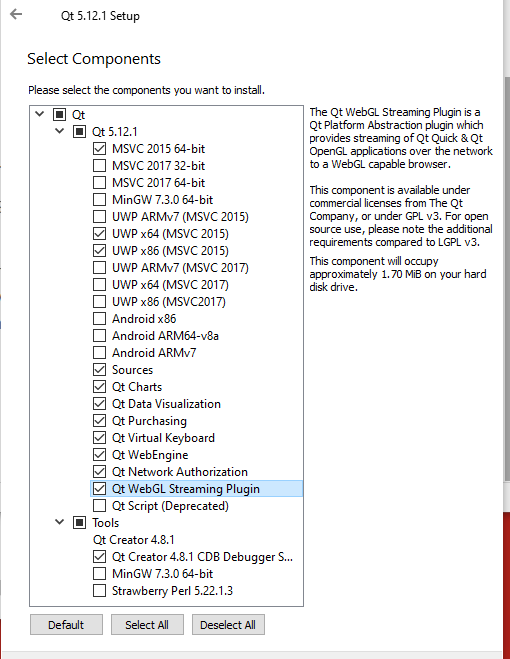 Qt 5.12.1 Setup
Select Components
Please select the components you want to install.
Qt
Qt 5.12.1
MSVC 2015 64-bit
MSVC 2017 32-bit
MSVC 2017 64-bit
MinGW 7.3.0 64-bit
UWP ARMv7 (MSVC 2015)
UWP x64 (MSVC 2015)
UWP x86 (MSVC 2015)
UWP ARMv7 (MSVC 2017)
UWP x64 (MSVC 2017)
UWP x86 (MSVC2017)
Android x86
Android ARM64-v8a
Android ARMv7
Sources
Qt Charts
Qt Data Visualization
Qt Purchasing
Qt Virtual Keyboard
Qt WebEngine
Qt Network Authorization
Qt WebGL Streaming Plugin
Qt Script (Deprecated)
Tools
Qt Creator 4.8.1
Qt Creator 4.8.1 CDB Debugger S...
MinGW 7.3.0 64-bit
Strawberry Perl 5.22.1.3
The Qt WebGL Streaming Plugin is a
Qt Platform Abstraction plugin which
provides streaming of Qt Quick & Qt
OpenGL applications over the network
to a WebGL capable browser.
This component is available under
commercial licenses from The Qt
Company, or under GPL v3. For open
source use, please note the additional
requirements compared to LGPL v3.
This component will occupy
approximately 1.70 MiB on your hard
disk drive.
Default
Select All
Deselect All